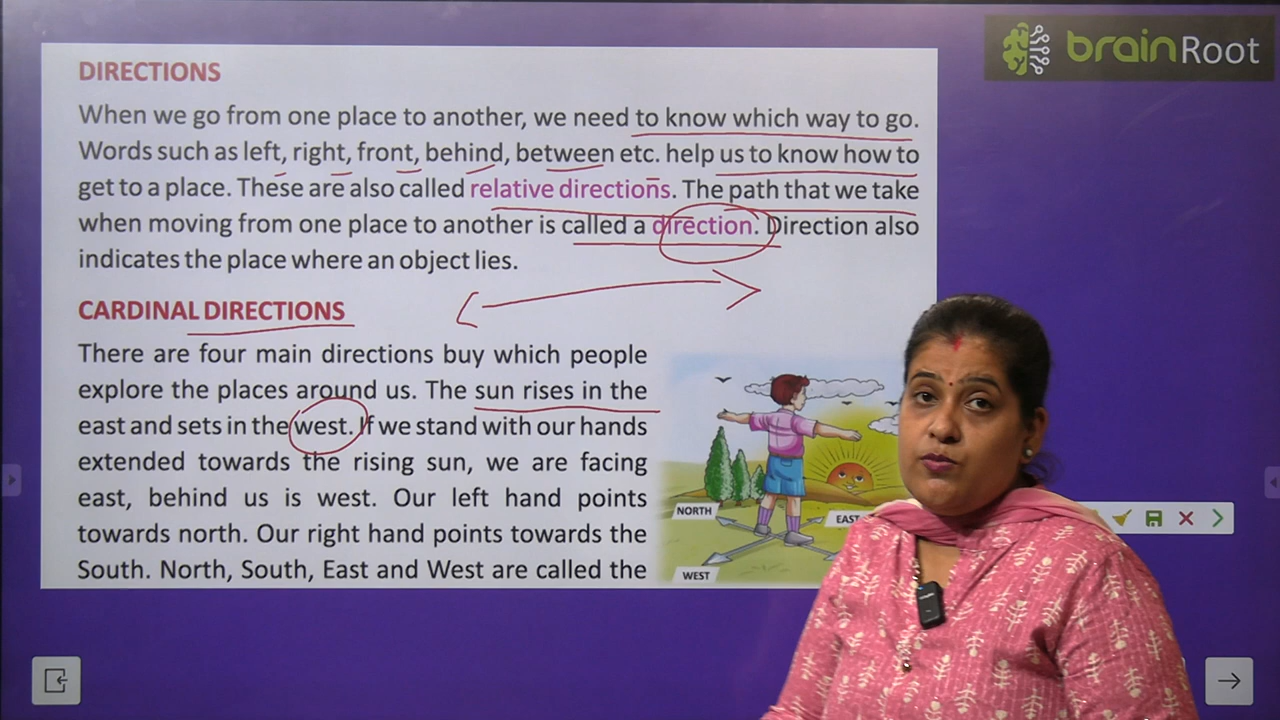 brainRoot
DIRECTIONS
When we go from one place to another, we need to know which way to go.
Words such as left, right, front, behind, between etc. help us to know how to
get to a place. These are also called relative directions. The path that we take
when moving from one place to another is called a direction. Direction also
indicates the place where an object lies.
CARDINAL DIRECTIONS
There are four main directions buy which people
explore the places around us. The sun rises in the
east and sets in the west. If we stand with our hands
extended towards the rising sun, we are facing
east, behind us is west. Our left hand points
towards north. Our right hand points towards the
South. North, South, East and West are called the
NORTH
EAST
WEST